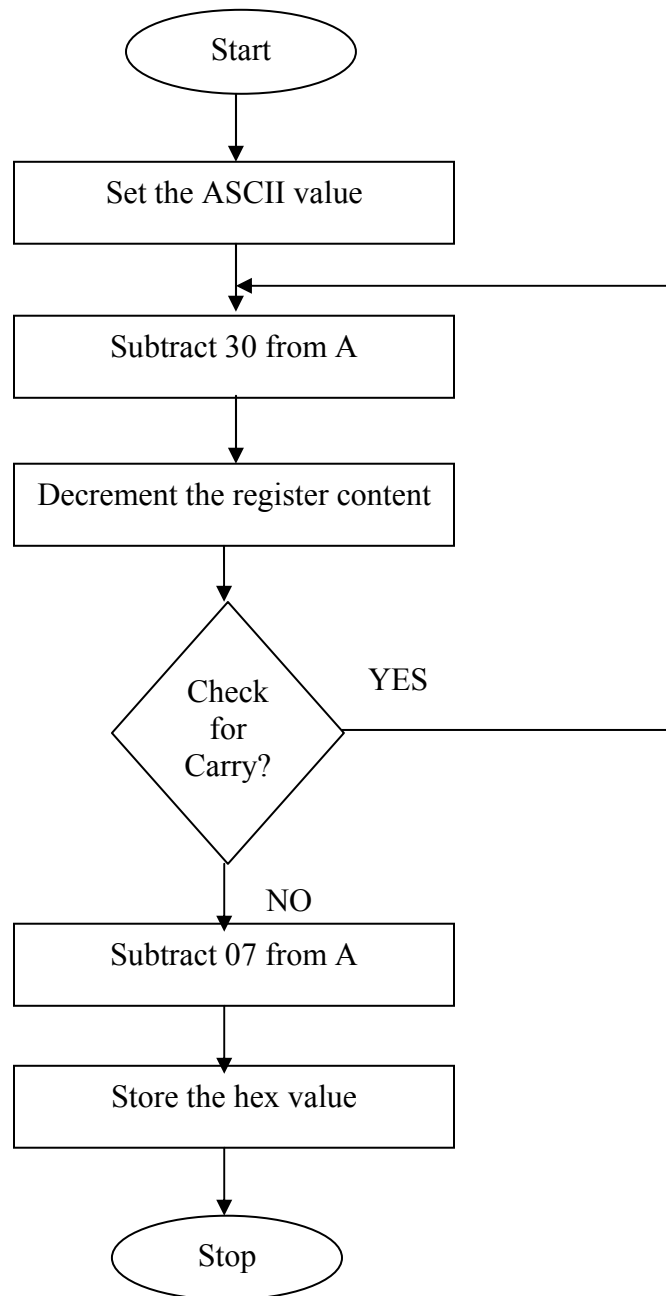 Start
Set the ASCII value
Subtract 30 from A
Decrement the register content
Check
for
Carry?
YES
NO
Subtract 07 from A
Store the hex value
Stop